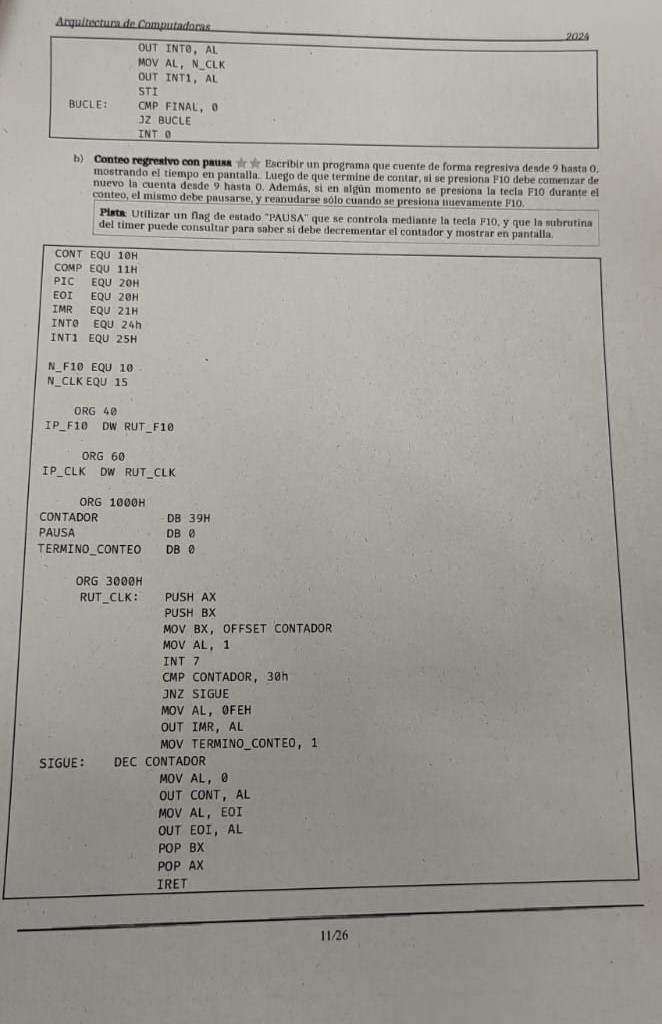 Arquitectura de Computadoras
2024
OUT INT0, AL
MOV AL, N_CLK
OUT INT1, AL
STI
BUCLE: CMP FINAL, 0
JZ BUCLE
INT 0
b) Conteo regresivo con pausa ★★ Escribir un programa que cuente de forma regresiva desde 9 hasta 0,
mostrando el tiempo en pantalla. Luego de que termine de contar, si se presiona F10 debe comenzar de
nuevo la cuenta desde 9 hasta 0. Además, si en algún momento se presiona la tecla F10 durante el
conteo, el mismo debe pausarse, y reanudarse sólo cuando se presiona nuevamente F10.
Pista: Utilizar un flag de estado "PAUSA" que se controla mediante la tecla F10, y que la subrutina
del timer puede consultar para saber si debe decrementar el contador y mostrar en pantalla.
CONT EQU 10H
COMP EQU 11H
PIC EQU 20H
EOI EQU 20H
IMR EQU 21H
INT0 EQU 24h
INT1 EQU 25H
N_F10 EQU 10
N_CLK EQU 15
ORG 40
IP_F10 DW RUT_F10
ORG 60
IP_CLK DW RUT_CLK
ORG 1000H
CONTADOR DB 39H
PAUSA DB 0
TERMINO_CONTEO DB 0
ORG 3000H
RUT_CLK: PUSH AX
PUSH BX
MOV BX, OFFSET CONTADOR
MOV AL, 1
INT 7
CMP CONTADOR, 30h
JNZ SIGUE
MOV AL, 0FEH
OUT IMR, AL
MOV TERMINO_CONTEO, 1
SIGUE: DEC CONTADOR
MOV AL, 0
OUT CONT, AL
MOV AL, EOI
OUT EOI, AL
POP BX
POP AX
IRET
11/26